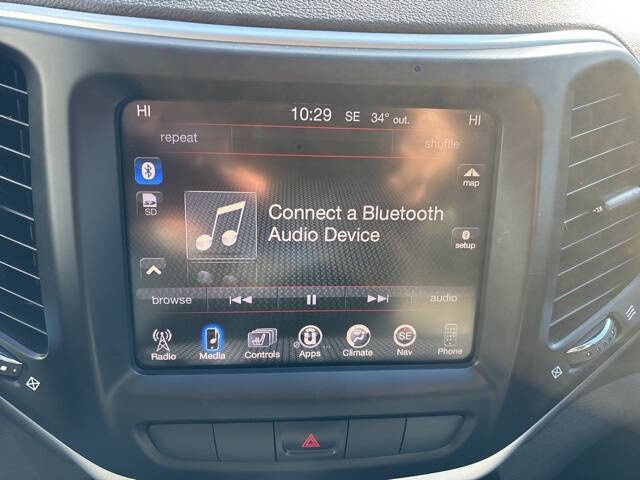 HI 10:29 SE 34° out. HI
repeat shuffle
SD
map
Connect a Bluetooth
Audio Device
setup
browse audio
Radio Media Controls Apps Climate SE Nav Phone